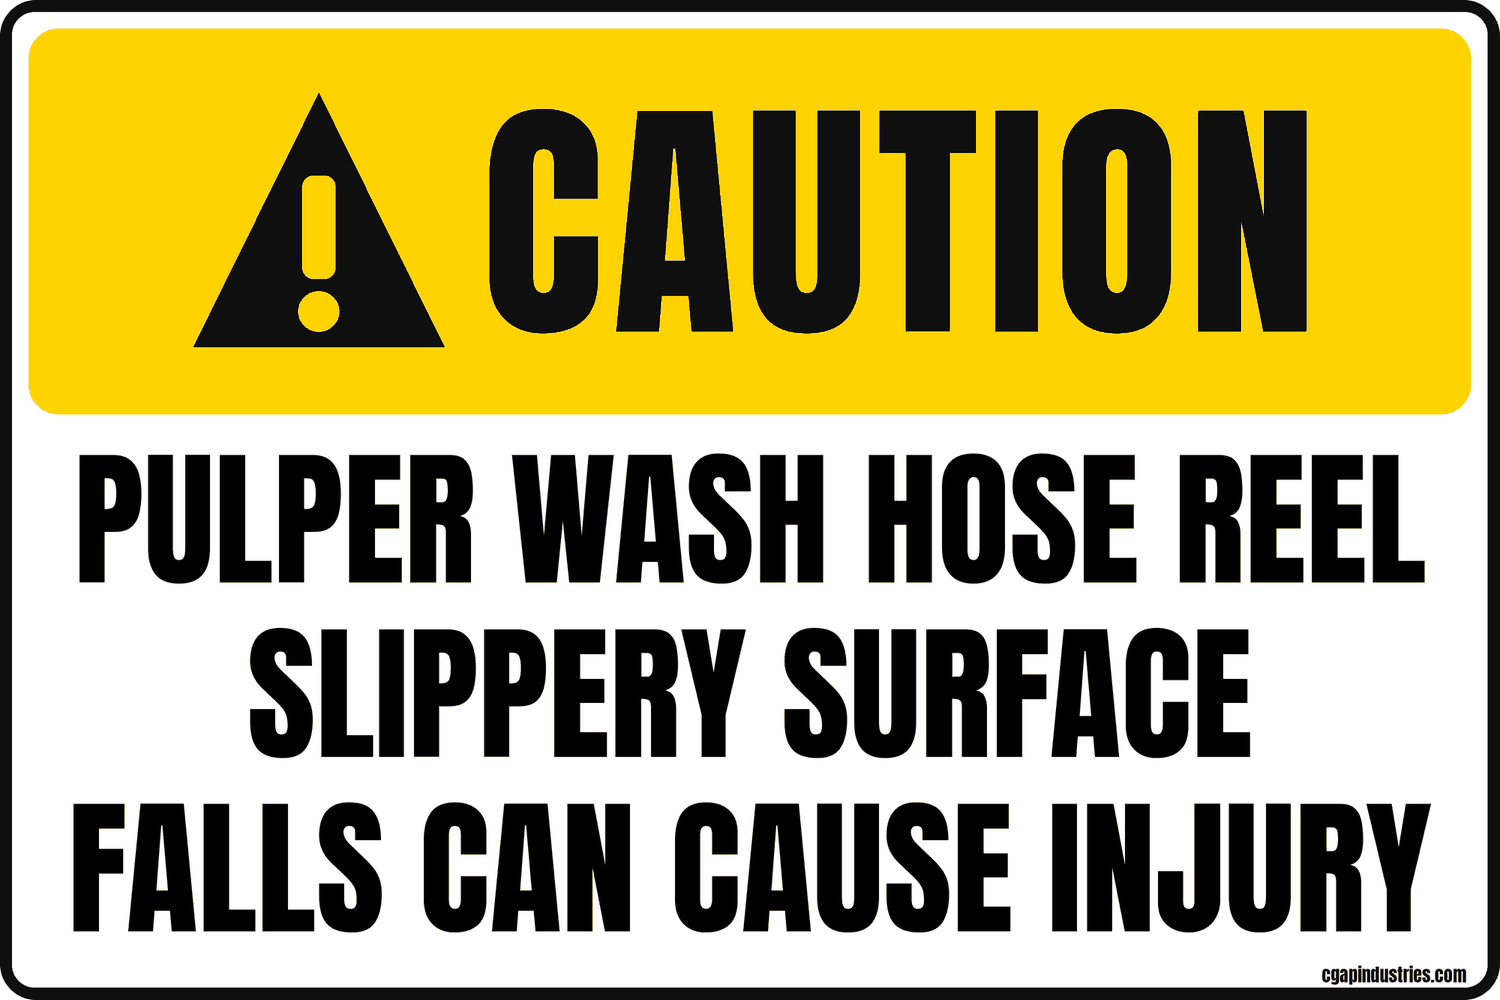 CAUTION
PULPER WASH HOSE REEL
SLIPPERY SURFACE
FALLS CAN CAUSE INJURY
cgapindustries.com